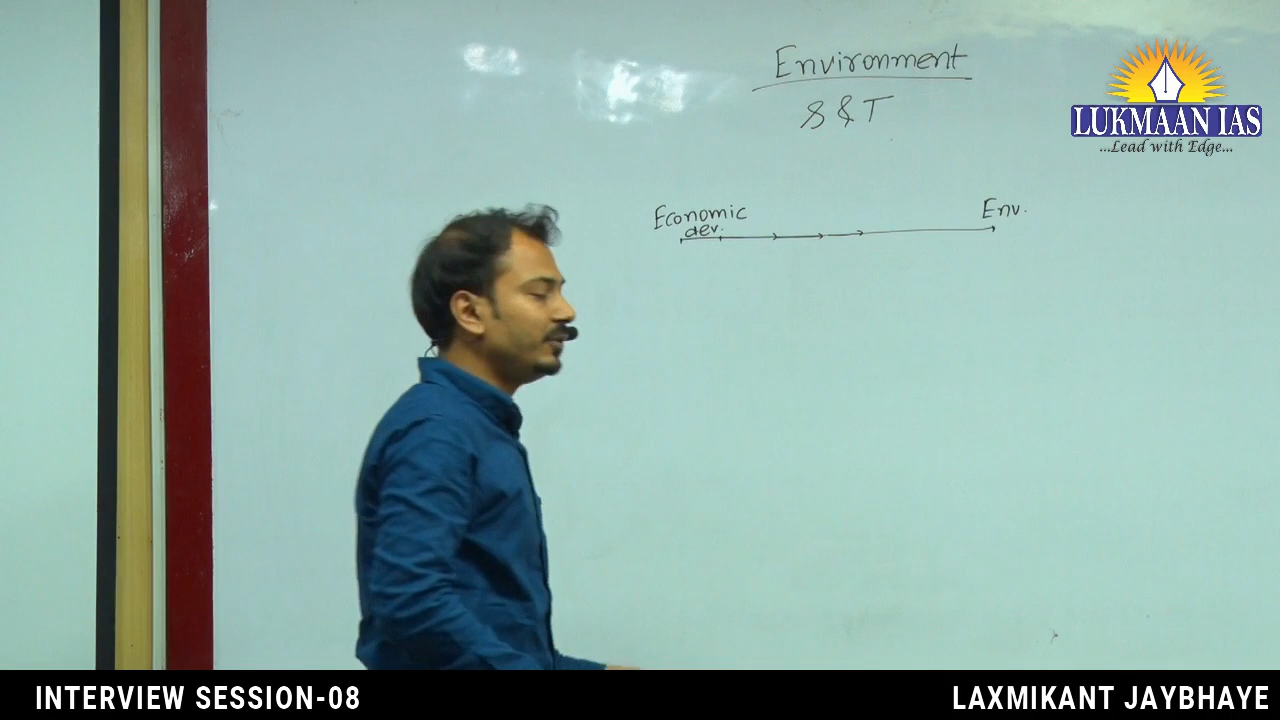 Environment
S & T
LUKMAAN IAS
...Lead with Edge...
Economic
dev.
Env.
INTERVIEW SESSION-08
LAXMIKANT JAYBHAYE